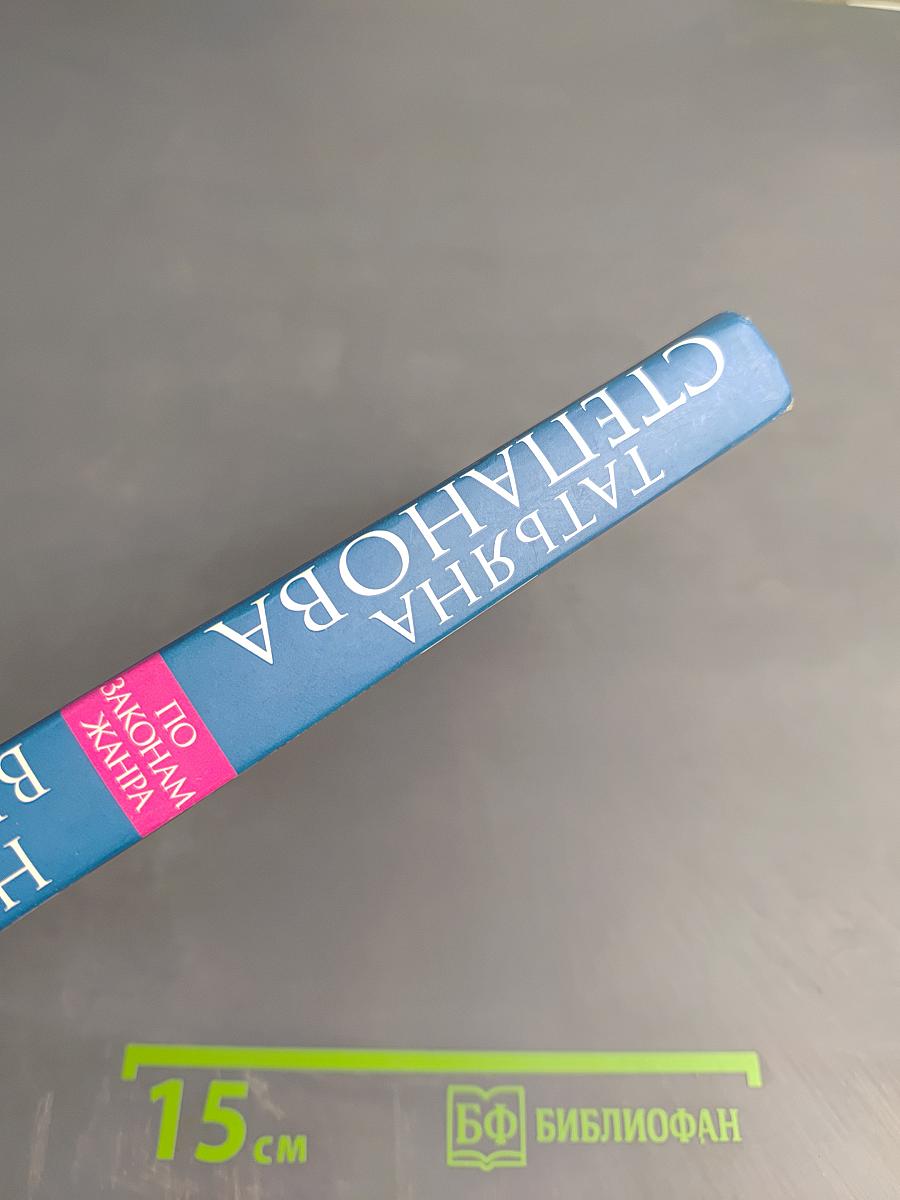 ТАТЬЯНА
СТЕПАНОВА
ПО
ЗАКОНАМ
ЖАНРА
15 см
БФ БИБЛИОФАН